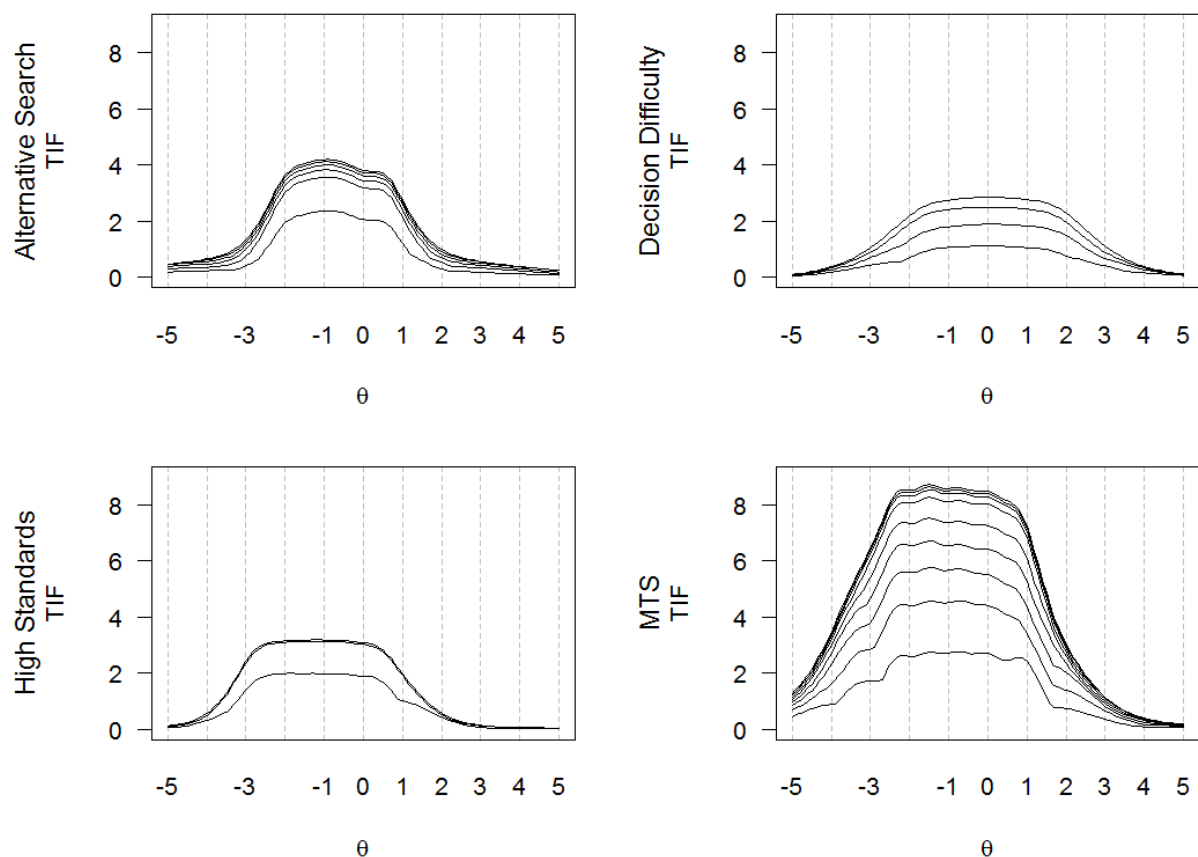 Alternative Search
TIF
8
6
4
2
0
-5 -3 -1 0 1 2 3 4 5
θ
Decision Difficulty
TIF
8
6
4
2
0
-5 -3 -1 0 1 2 3 4 5
θ
High Standards
TIF
8
6
4
2
0
-5 -3 -1 0 1 2 3 4 5
θ
MTS
TIF
8
6
4
2
0
-5 -3 -1 0 1 2 3 4 5
θ